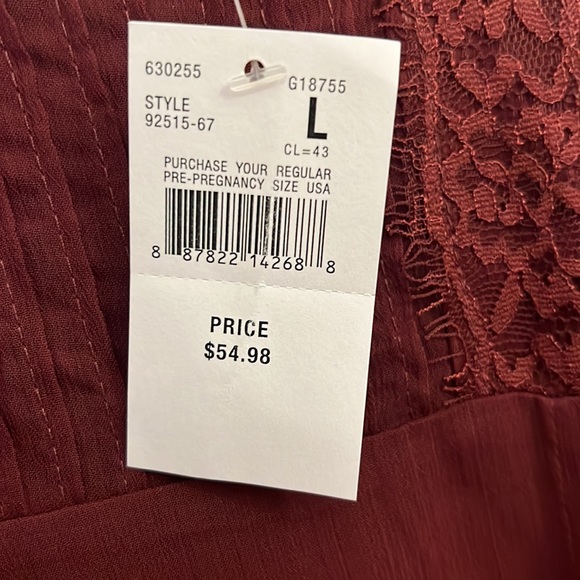 630255
G18755
STYLE
92515-67
L
CL=43
PURCHASE YOUR REGULAR
PRE-PREGNANCY SIZE USA
8 87822 14268 8
PRICE
$54.98